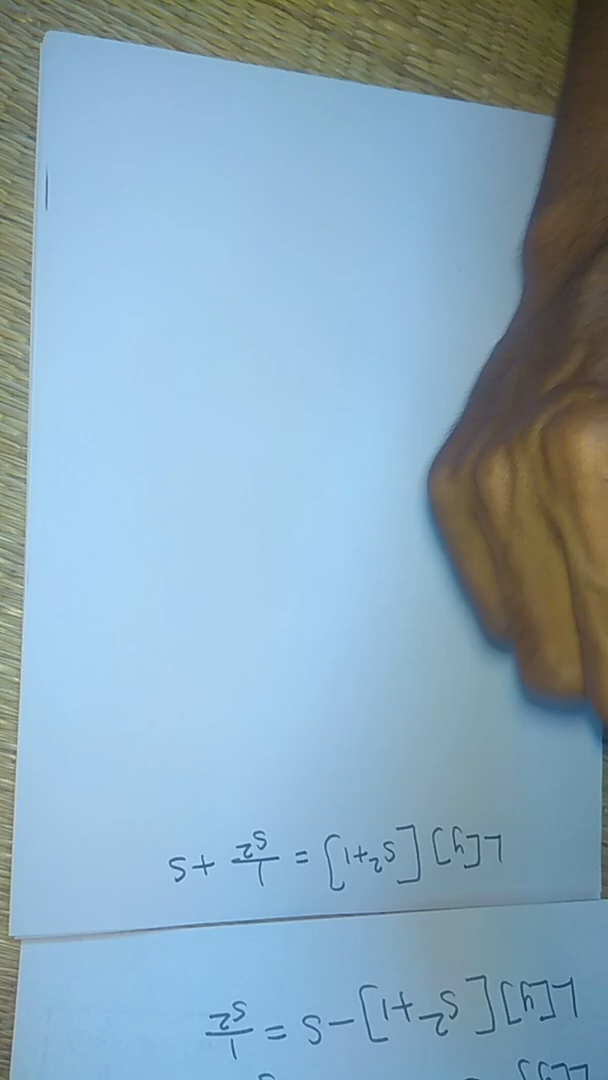 L[y][s²+1]-s = 1/s²
L[y][s²+1] = 1/s² + s